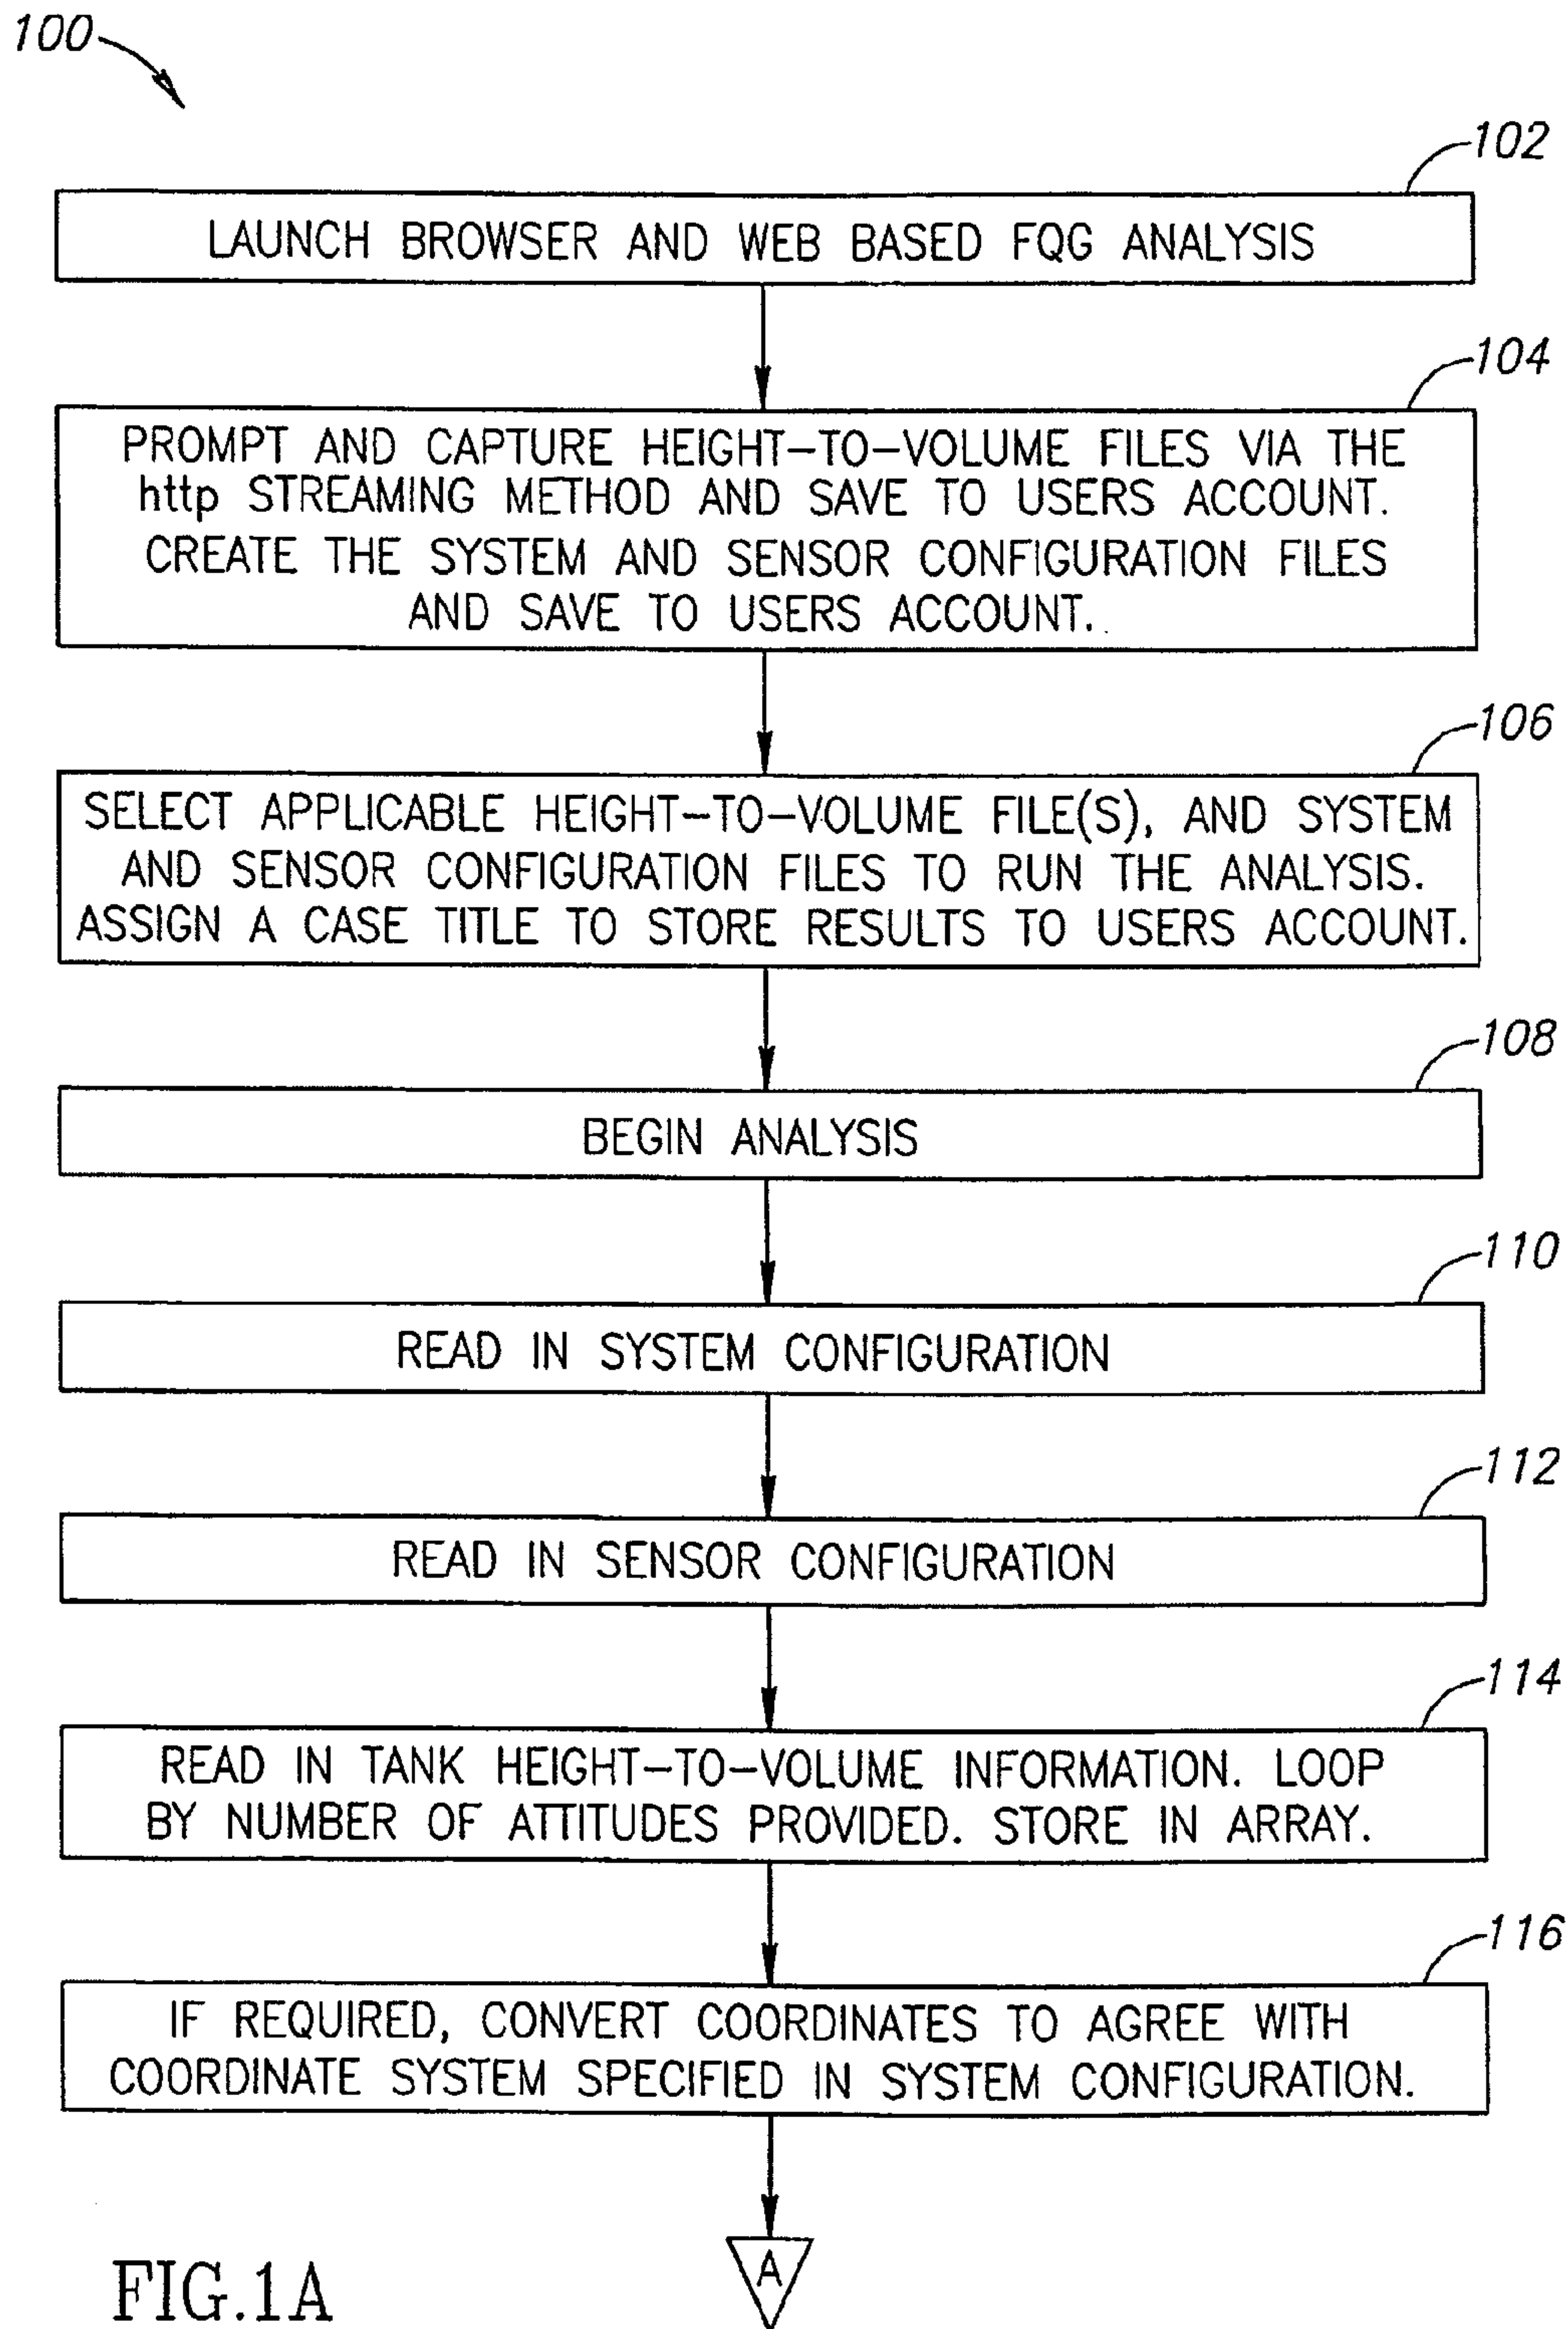 100
102
LAUNCH BROWSER AND WEB BASED FQG ANALYSIS
104
PROMPT AND CAPTURE HEIGHT-TO-VOLUME FILES VIA THE
http STREAMING METHOD AND SAVE TO USERS ACCOUNT.
CREATE THE SYSTEM AND SENSOR CONFIGURATION FILES
AND SAVE TO USERS ACCOUNT.
106
SELECT APPLICABLE HEIGHT-TO-VOLUME FILE(S), AND SYSTEM
AND SENSOR CONFIGURATION FILES TO RUN THE ANALYSIS.
ASSIGN A CASE TITLE TO STORE RESULTS TO USERS ACCOUNT.
108
BEGIN ANALYSIS
110
READ IN SYSTEM CONFIGURATION
112
READ IN SENSOR CONFIGURATION
114
READ IN TANK HEIGHT-TO-VOLUME INFORMATION. LOOP
BY NUMBER OF ATTITUDES PROVIDED. STORE IN ARRAY.
116
IF REQUIRED, CONVERT COORDINATES TO AGREE WITH
COORDINATE SYSTEM SPECIFIED IN SYSTEM CONFIGURATION.
A
FIG.1A